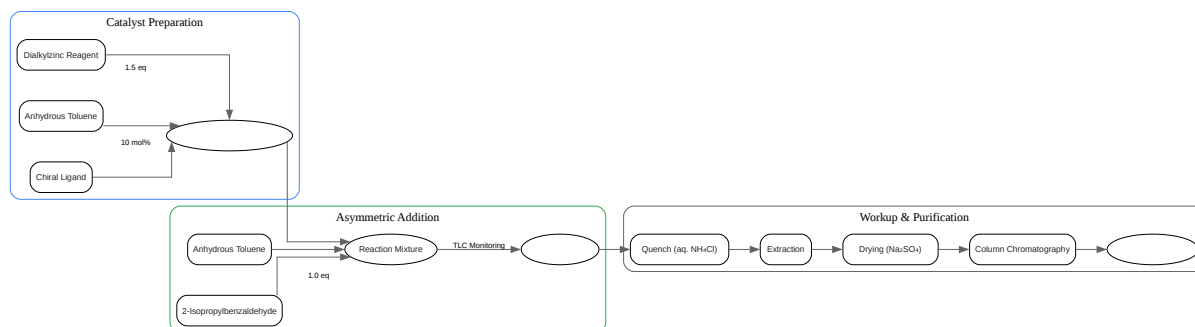 Catalyst Preparation
Dialkylzinc Reagent
1.5 eq
Anhydrous Toluene
10 mol%
Chiral Ligand
Asymmetric Addition
Anhydrous Toluene
Reaction Mixture
TLC Monitoring
1.0 eq
2-Isopropylbenzaldehyde
Workup & Purification
Quench (aq. NH₄Cl)
Extraction
Drying (Na₂SO₄)
Column Chromatography